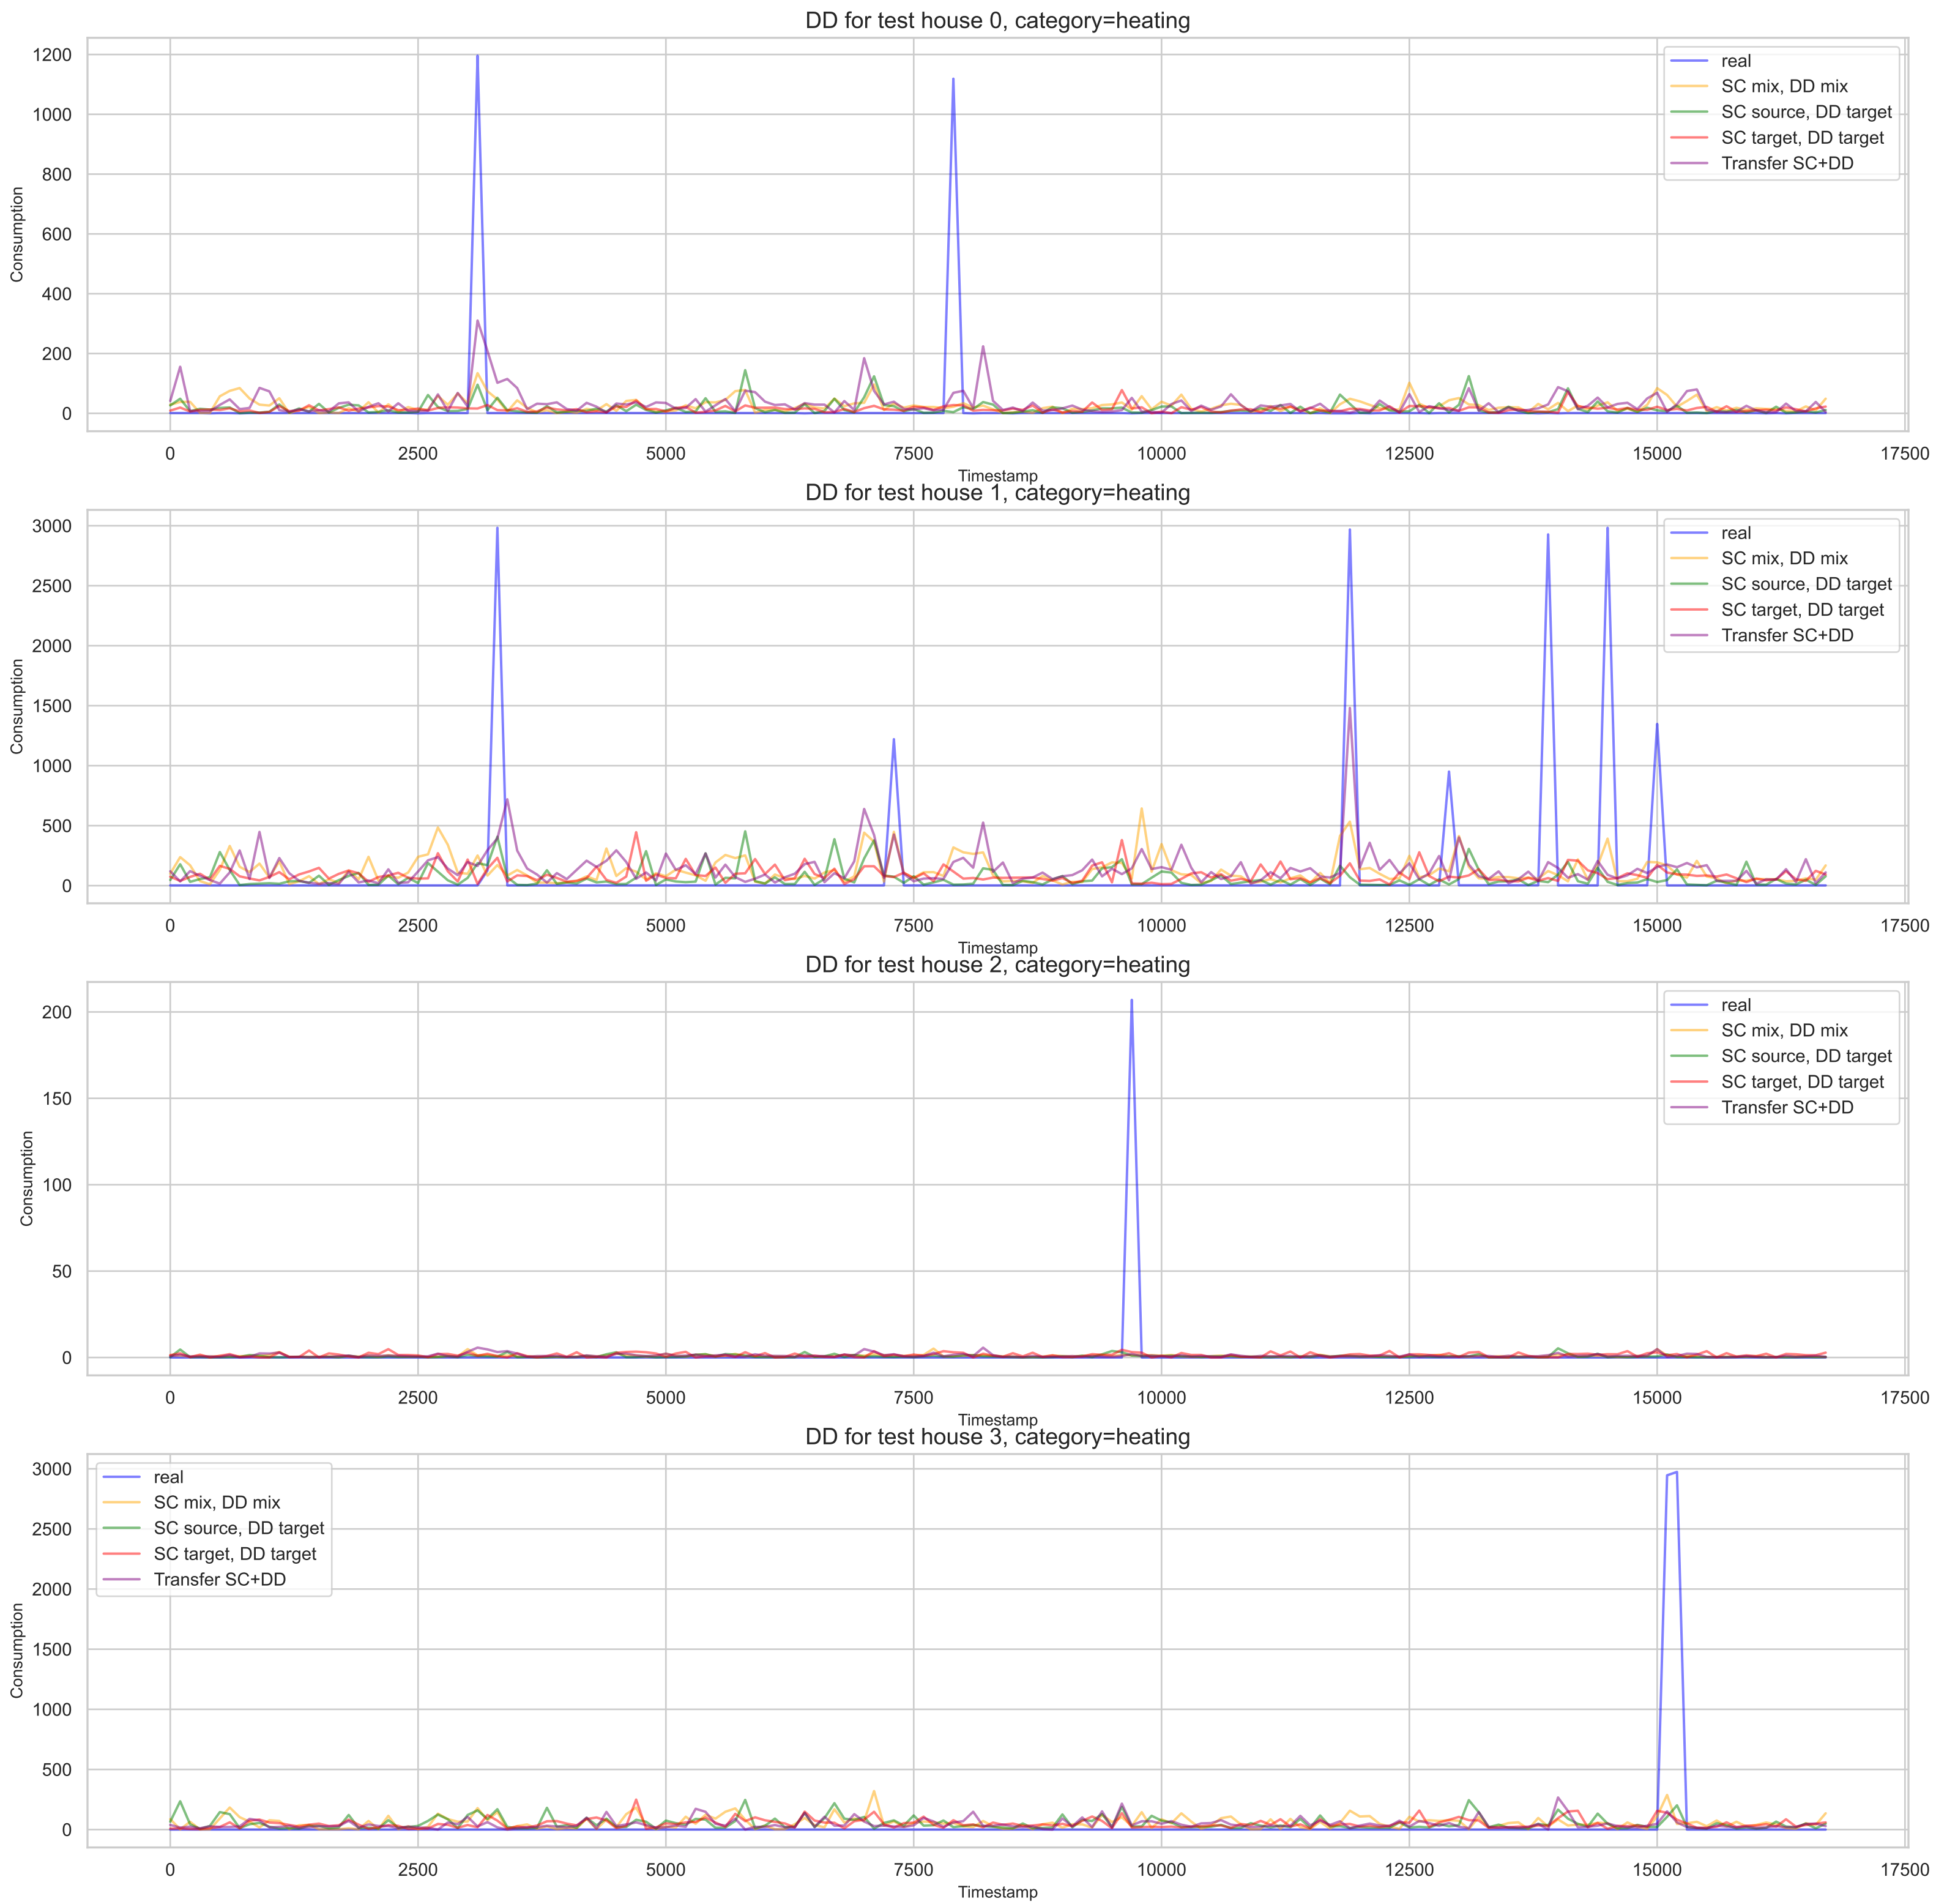 DD for test house 0, category=heating
1200
1000
800
600
400
200
0
Consumption
real
SC mix, DD mix
SC source, DD target
SC target, DD target
Transfer SC+DD
0 2500 5000 7500 10000 12500 15000 17500
Timestamp
DD for test house 1, category=heating
3000
2500
2000
1500
1000
500
0
Consumption
real
SC mix, DD mix
SC source, DD target
SC target, DD target
Transfer SC+DD
0 2500 5000 7500 10000 12500 15000 17500
Timestamp
DD for test house 2, category=heating
200
150
100
50
0
Consumption
real
SC mix, DD mix
SC source, DD target
SC target, DD target
Transfer SC+DD
0 2500 5000 7500 10000 12500 15000 17500
Timestamp
DD for test house 3, category=heating
3000
2500
2000
1500
1000
500
0
Consumption
real
SC mix, DD mix
SC source, DD target
SC target, DD target
Transfer SC+DD
0 2500 5000 7500 10000 12500 15000 17500
Timestamp